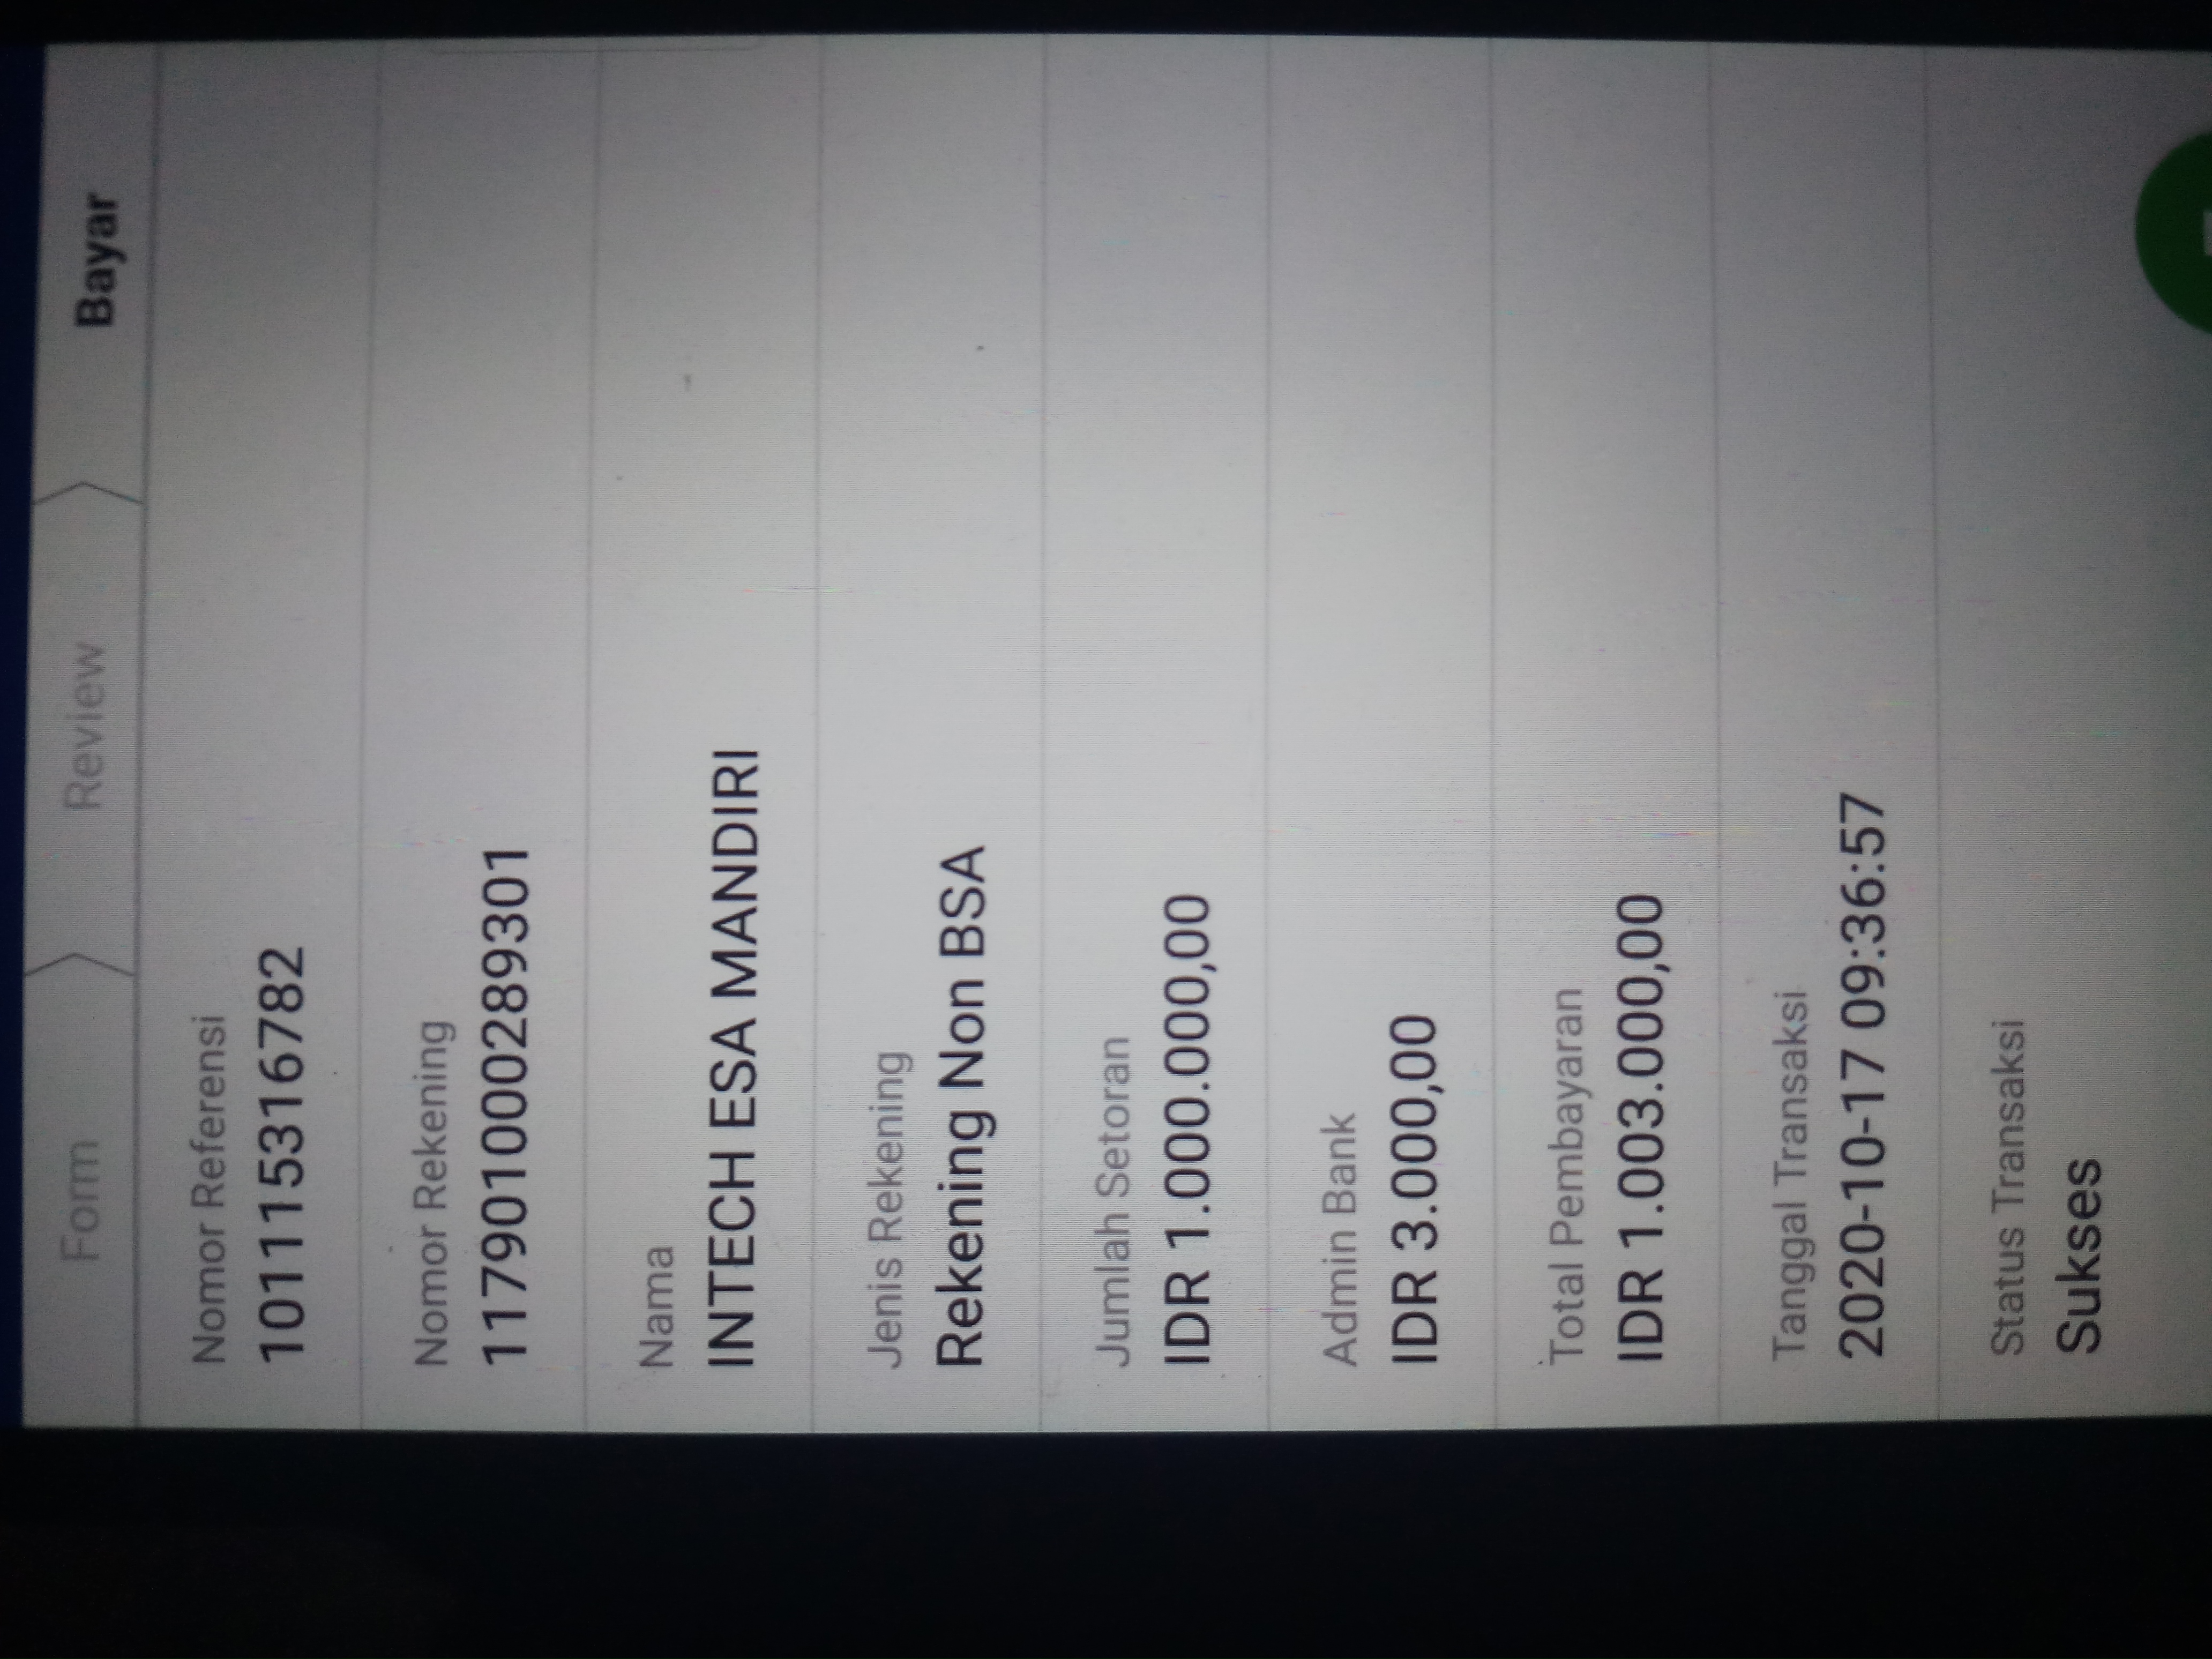 Form Review Bayar
Nomor Referensi
101115316782
Nomor Rekening
117901000289301
Nama
INTECH ESA MANDIRI
Jenis Rekening
Rekening Non BSA
Jumlah Setoran
IDR 1.000.000,00
Admin Bank
IDR 3.000,00
Total Pembayaran
IDR 1.003.000,00
Tanggal Transaksi
2020-10-17 09:36:57
Status Transaksi
Sukses